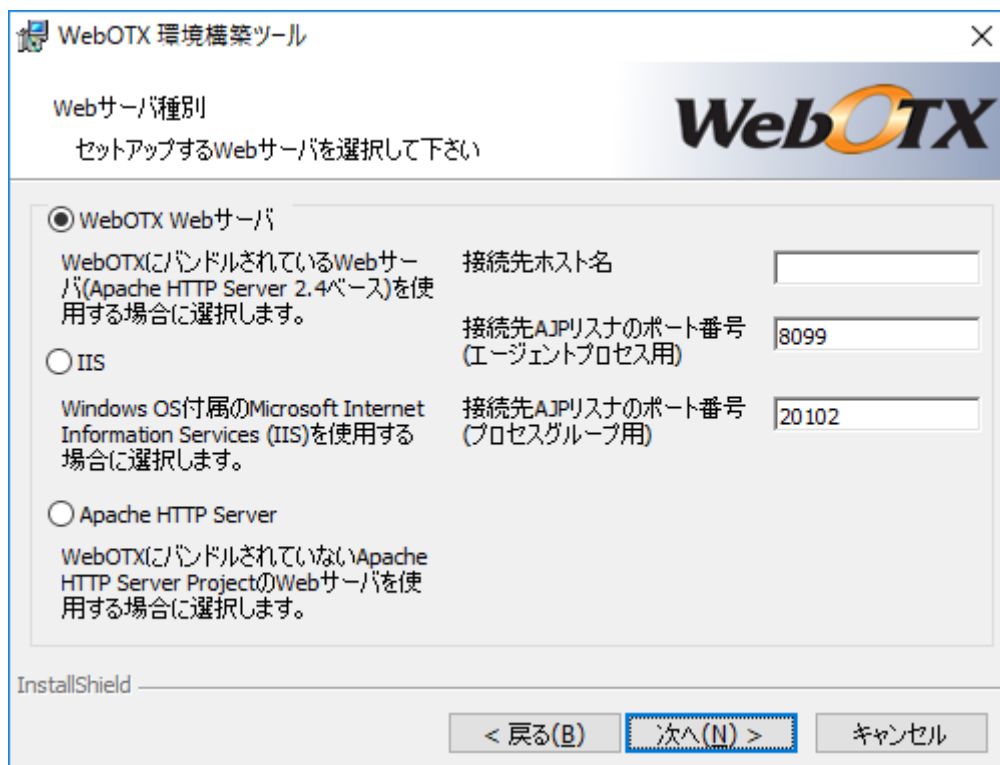 WebOTX 環境構築ツール
Webサーバ種別
セットアップするWebサーバを選択して下さい
WebOTX
WebOTX Webサーバ
WebOTXにバンドルされているWebサー
バ(Apache HTTP Server 2.4ベース)を使
用する場合に選択します。
IIS
Windows OS付属のMicrosoft Internet
Information Services (IIS)を使用する
場合に選択します。
Apache HTTP Server
WebOTXにバンドルされていないApache
HTTP Server ProjectのWebサーバを使
用する場合に選択します。
接続先ホスト名
接続先AJPリスナのポート番号
(エージェントプロセス用)
8099
接続先AJPリスナのポート番号
(プロセスグループ用)
20102
InstallShield
< 戻る(B)
次へ(N) >
キャンセル